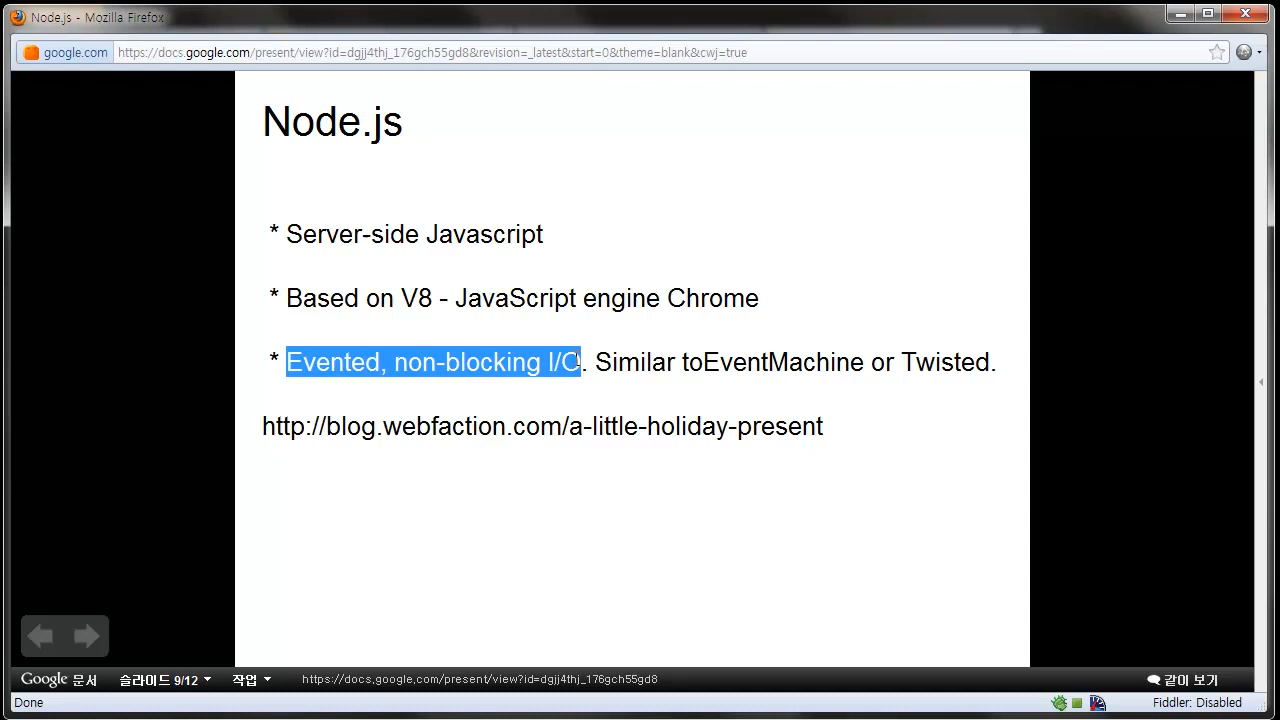 Node.js - Mozilla Firefox
google.com https://docs.google.com/present/view?id=dgjj4thj_176gch55gd8&revision=_latest&start=0&theme=blank&cwj=true
Node.js
* Server-side Javascript
* Based on V8 - JavaScript engine Chrome
* Evented, non-blocking I/O. Similar toEventMachine or Twisted.
http://blog.webfaction.com/a-little-holiday-present
Google 문서 슬라이드 9/12 작업 https://docs.google.com/present/view?id=dgjj4thj_176gch55gd8 같이 보기
Done Fiddler: Disabled